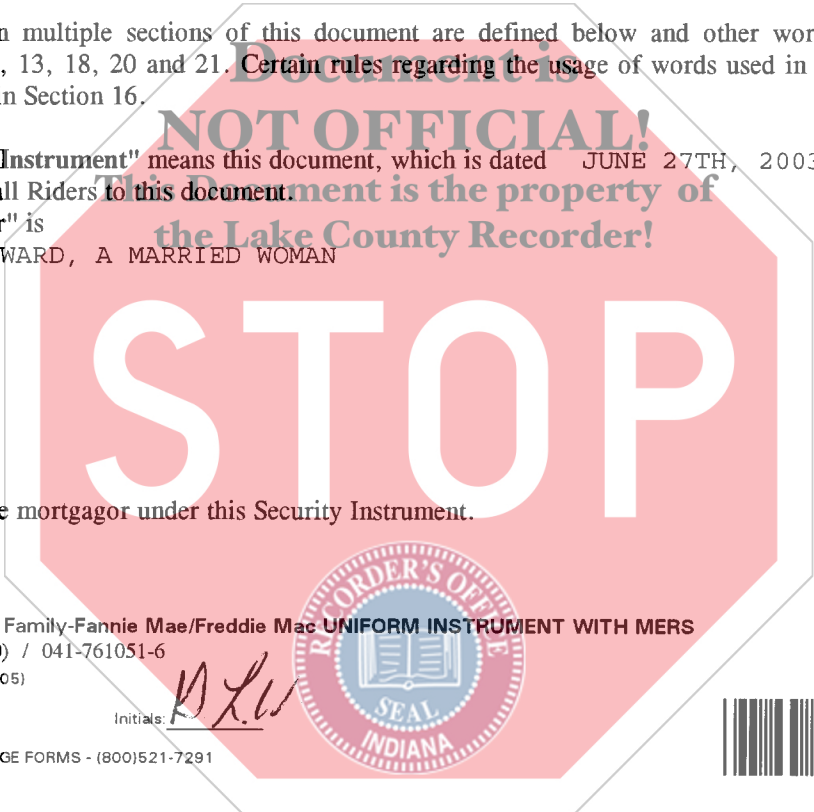 n multiple sections of this document are defined below and other wor
, 13, 18, 20 and 21. Certain rules regarding the usage of words used in
in Section 16.
Document is
NOT OFFICIAL!
This Document is the property of
the Lake County Recorder!
Instrument" means this document, which is dated JUNE 27TH, 2003
all Riders to this document.
r" is
WARD, A MARRIED WOMAN
STOP
e mortgagor under this Security Instrument.
Family-Fannie Mae/Freddie Mac UNIFORM INSTRUMENT WITH MERS
) / 041-761051-6
05)
Initials:
GE FORMS - (800)521-7291
RECORDER'S OFFICE
SEAL
INDIANA